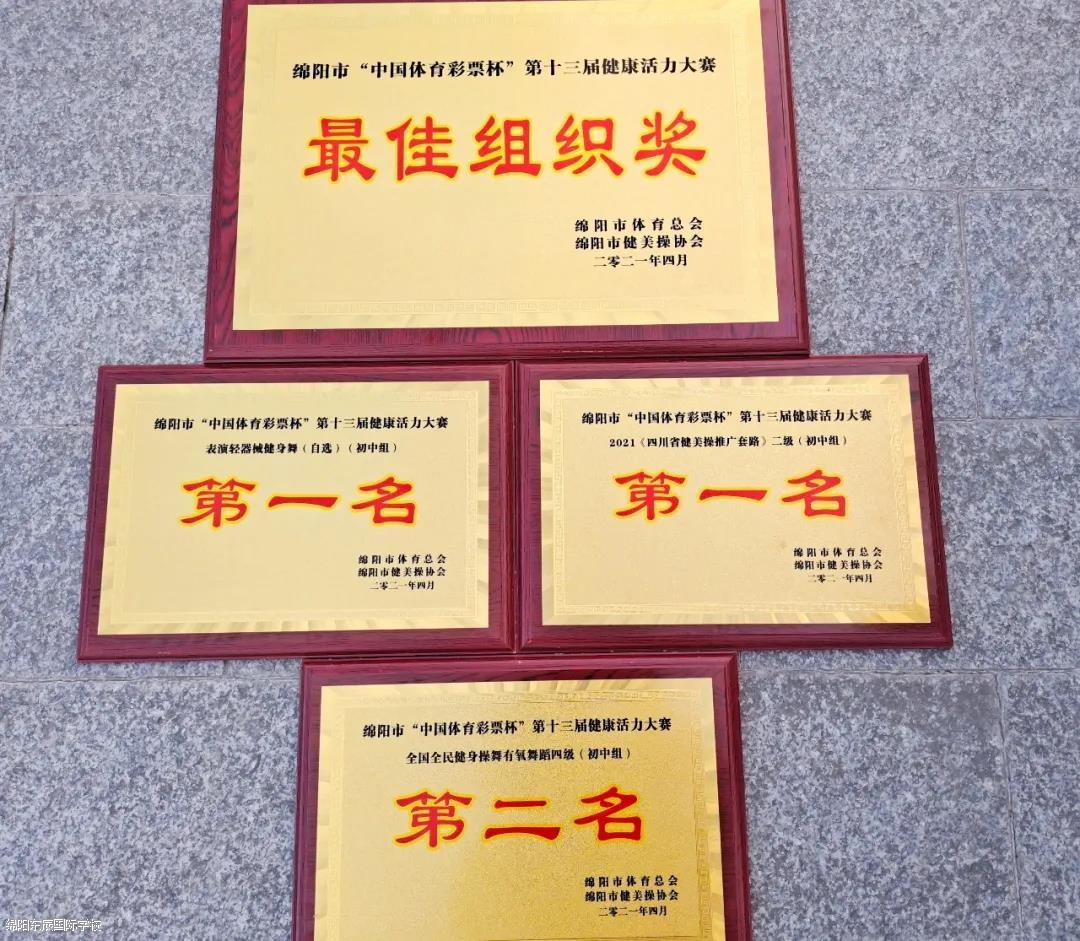 绵阳市“中国体育彩票杯”第十三届健康活力大赛
最佳组织奖
绵阳市体育总会
绵阳市健美操协会
二零二一年四月
绵阳市“中国体育彩票杯”第十三届健康活力大赛
表演轻器械健身舞（自选）（初中组）
第一名
绵阳市体育总会
绵阳市健美操协会
二零二一年四月
绵阳市“中国体育彩票杯”第十三届健康活力大赛
2021《四川省健美操推广套路》二级（初中组）
第一名
绵阳市体育总会
绵阳市健美操协会
二零二一年四月
绵阳市“中国体育彩票杯”第十三届健康活力大赛
全国全民健身操舞有氧舞蹈四级（初中组）
第二名
绵阳市体育总会
绵阳市健美操协会
二零二一年四月
绵阳东辰国际学校